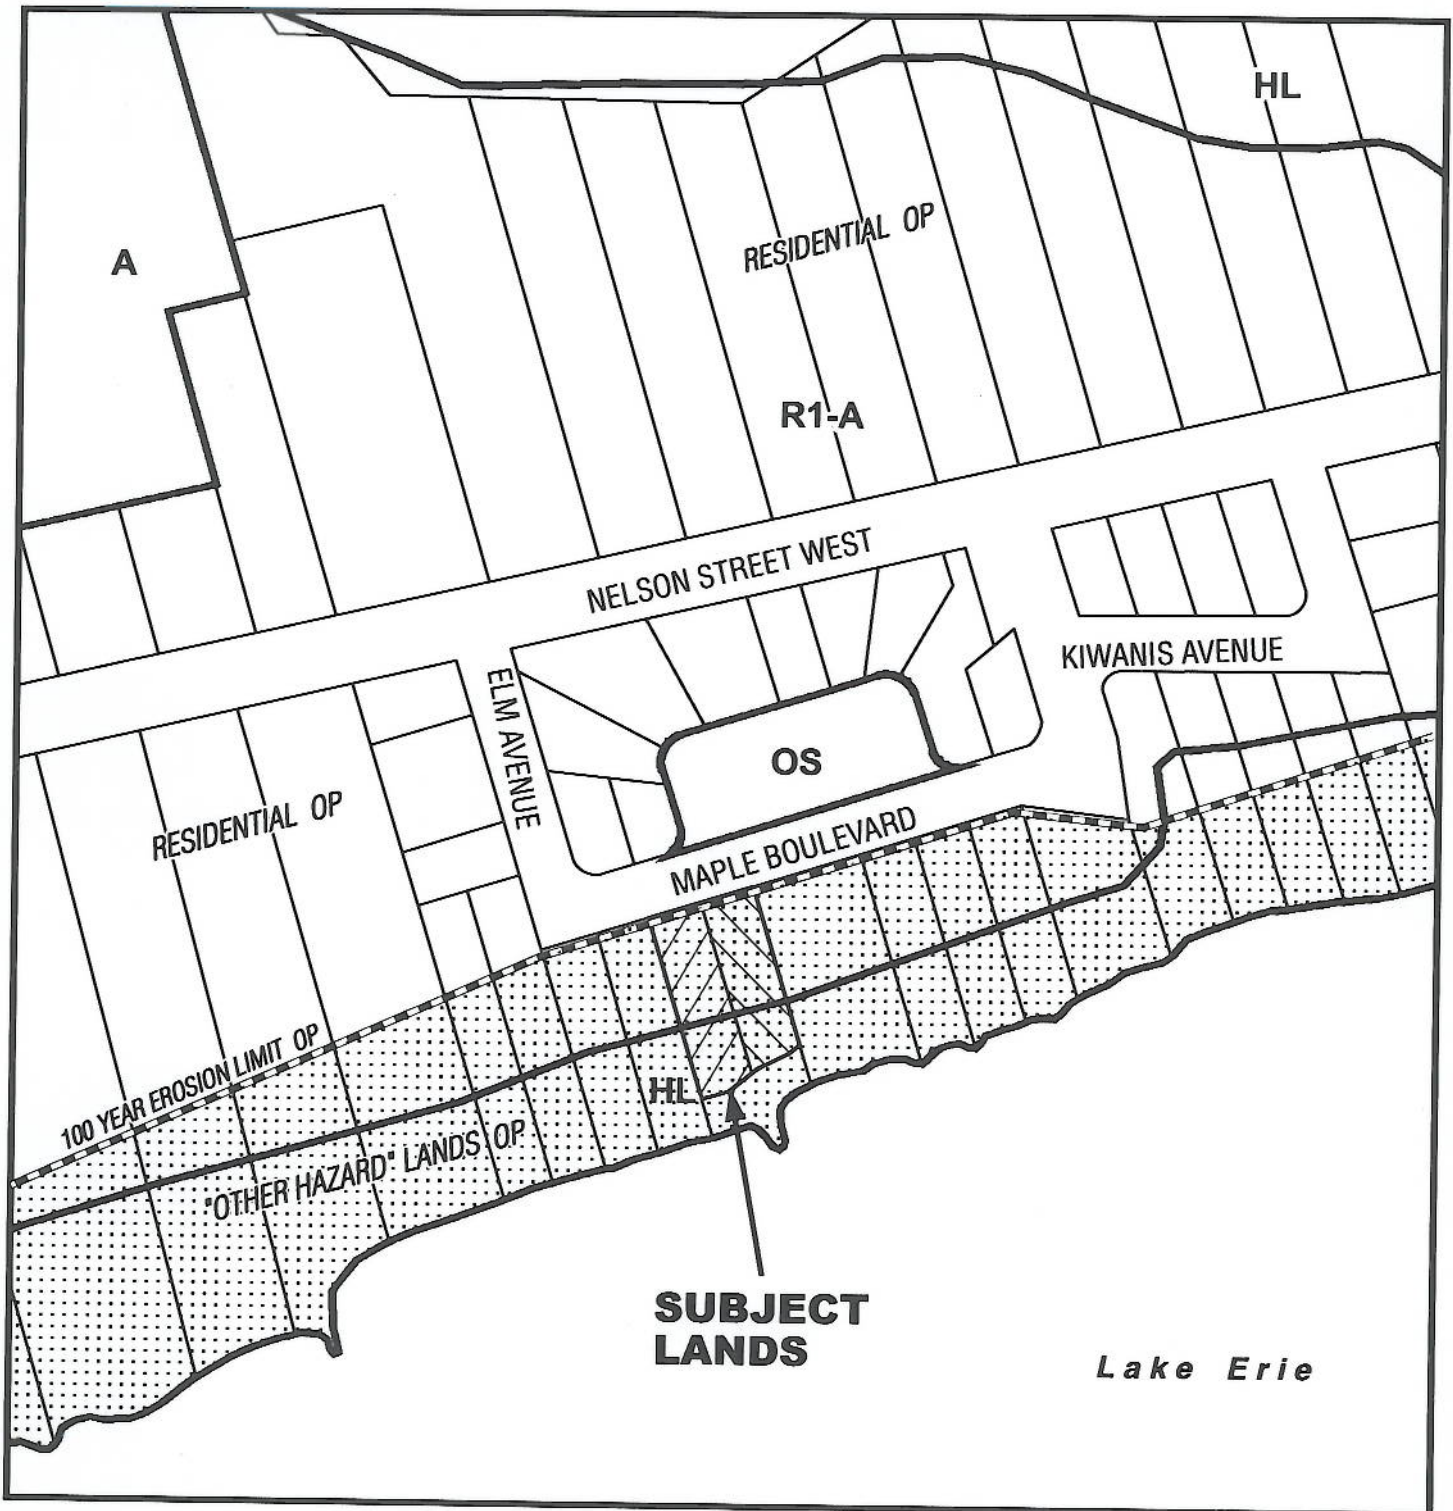 HL
RESIDENTIAL OP
A
R1-A
NELSON STREET WEST
KIWANIS AVENUE
ELM AVENUE
OS
RESIDENTIAL OP
MAPLE BOULEVARD
100 YEAR EROSION LIMIT OP
HL
"OTHER HAZARD" LANDS OP
SUBJECT
LANDS
Lake Erie